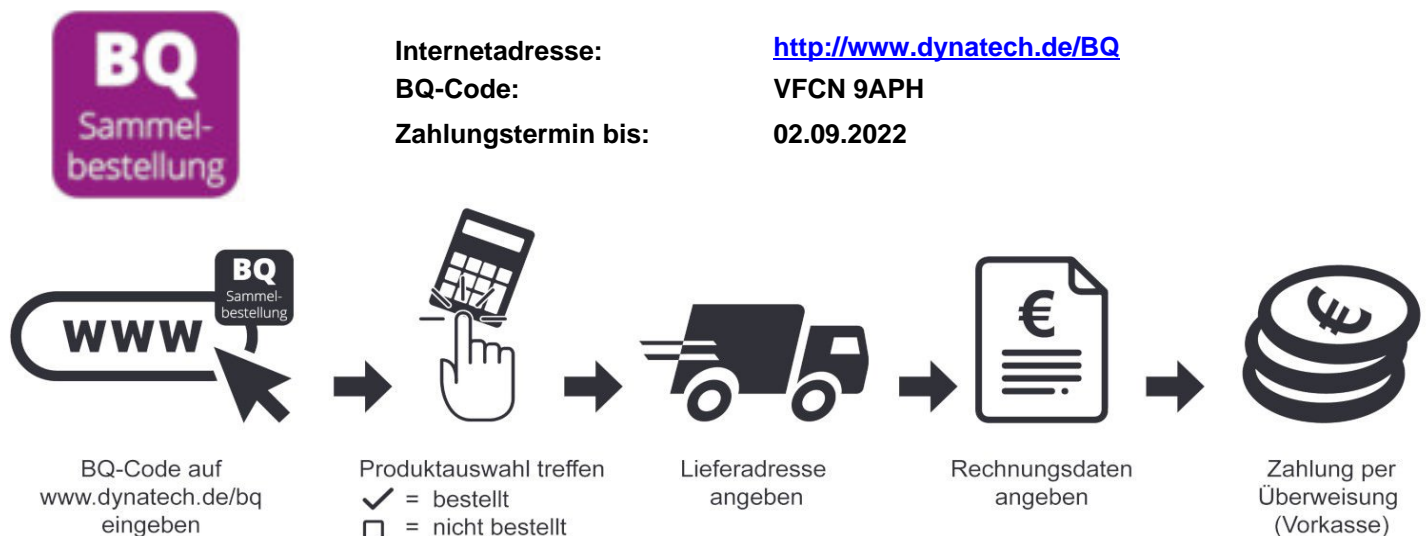 BQ
Sammel-
bestellung
Internetadresse: http://www.dynatech.de/BQ
BQ-Code: VFCN 9APH
Zahlungstermin bis: 02.09.2022
www
BQ
Sammel-
bestellung
€
€
BQ-Code auf
www.dynatech.de/bq
eingeben
Produktauswahl treffen
✓ = bestellt
☐ = nicht bestellt
Lieferadresse
angeben
Rechnungsdaten
angeben
Zahlung per
Überweisung
(Vorkasse)